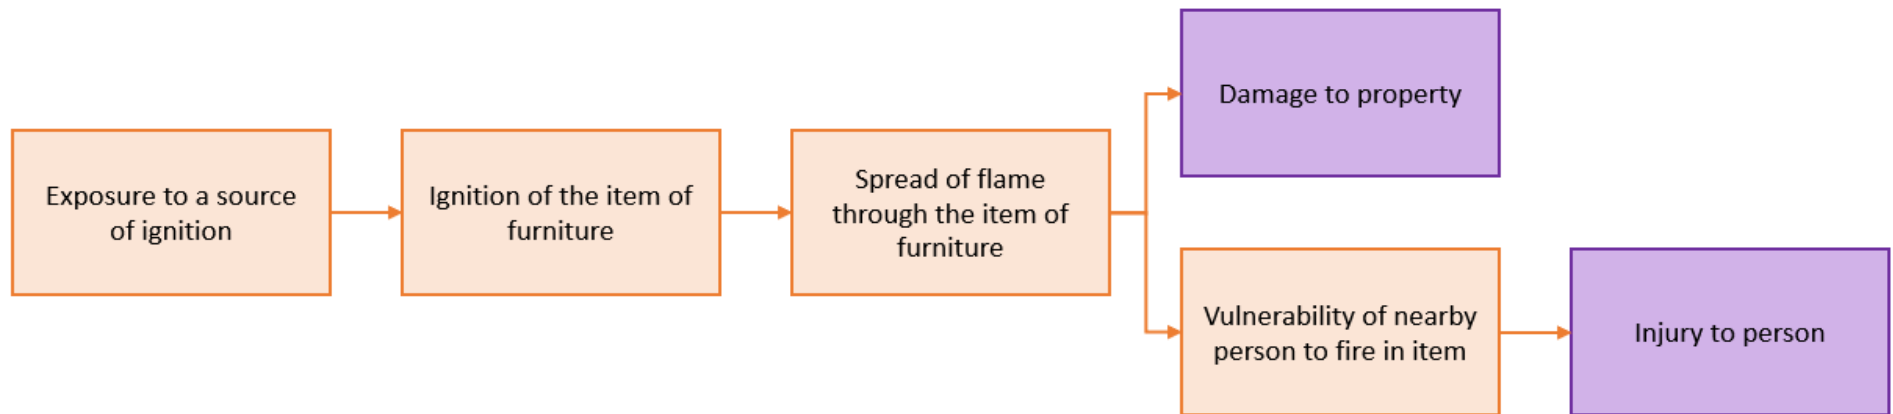 Exposure to a source
of ignition
Ignition of the item of
furniture
Spread of flame
through the item of
furniture
Damage to property
Vulnerability of nearby
person to fire in item
Injury to person